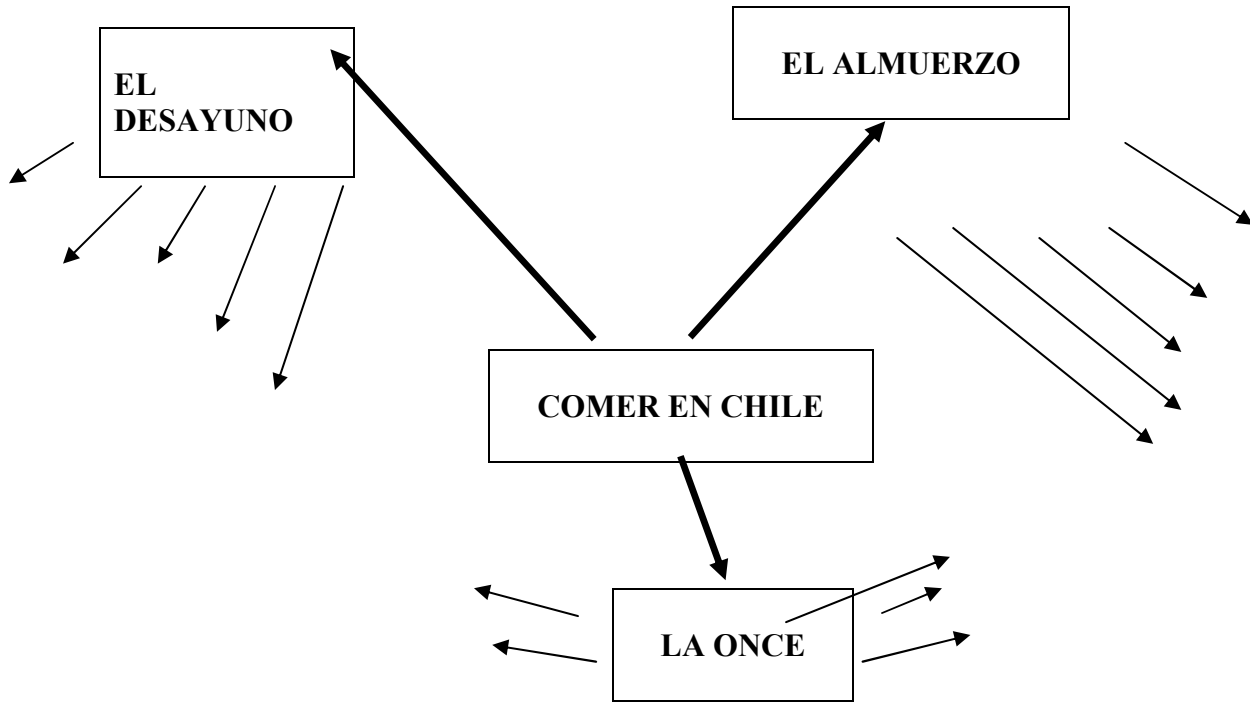 EL
DESAYUNO
EL ALMUERZO
COMER EN CHILE
LA ONCE